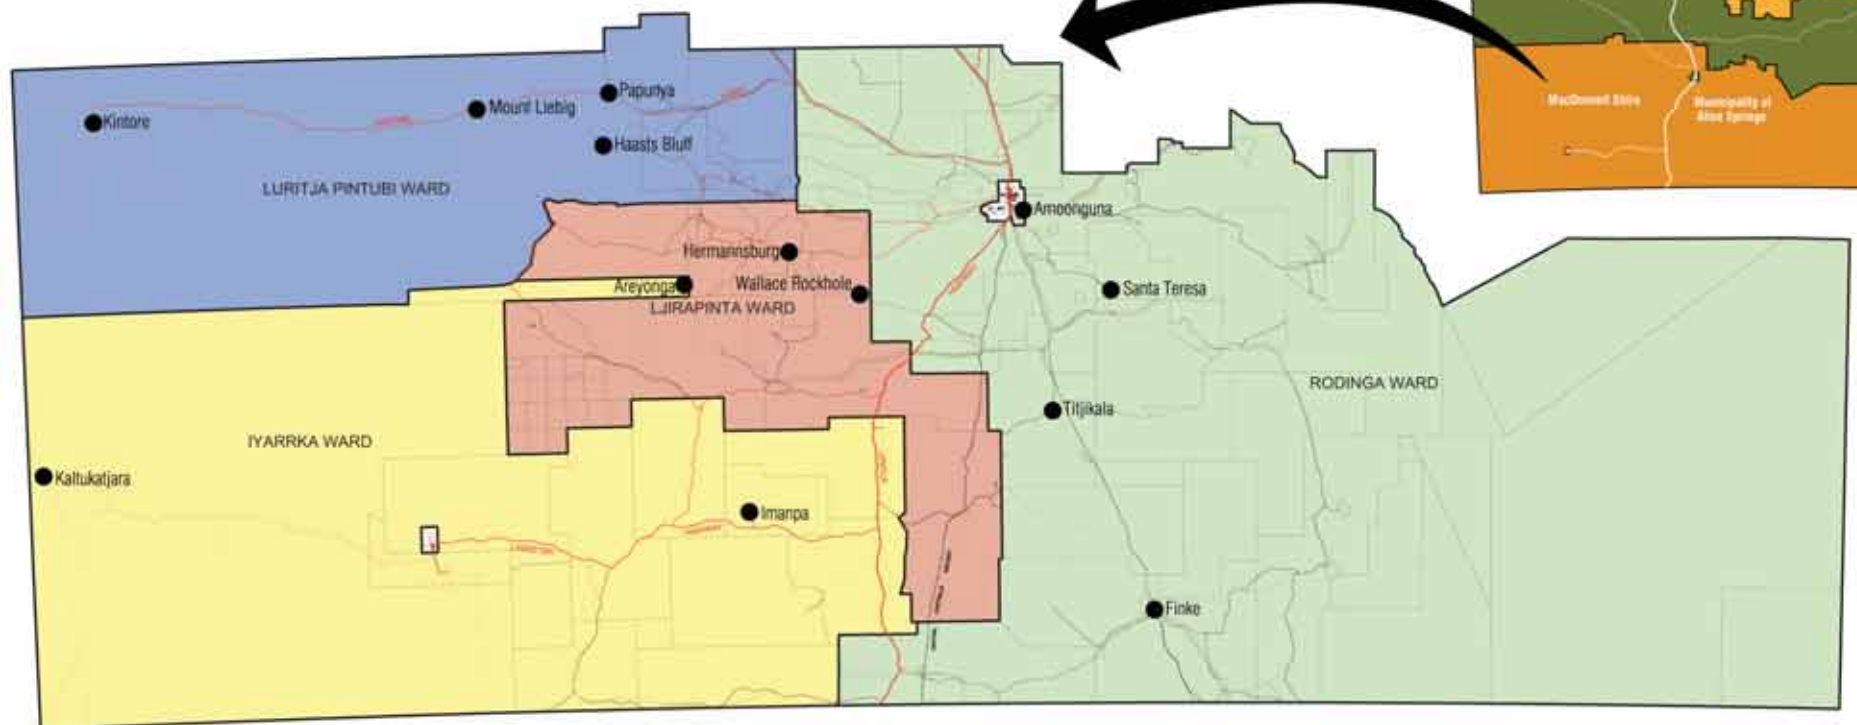 MacDonnell Shire
Municipality of
Alice Springs
Papunya
Mount Liebig
Kintore
Haasts Bluff
LURITJA PINTUBI WARD
Amoonguna
Hermannsburg
Areyonga
Wallace Rockhole
Santa Teresa
LJIRAPINTA WARD
RODINGA WARD
Titjikala
IYARRKA WARD
Kaltukatjara
Imanpa
Finke